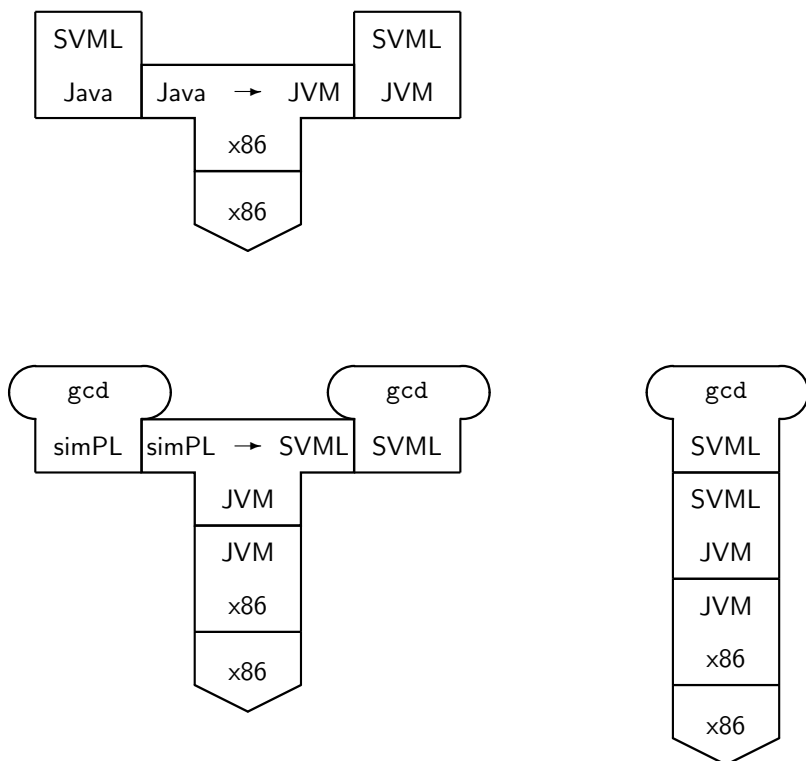 SVML SVML
Java Java → JVM JVM
x86
x86
gcd gcd gcd
simPL simPL → SVML SVML SVML
JVM SVML
JVM JVM
x86 JVM
x86 x86
x86